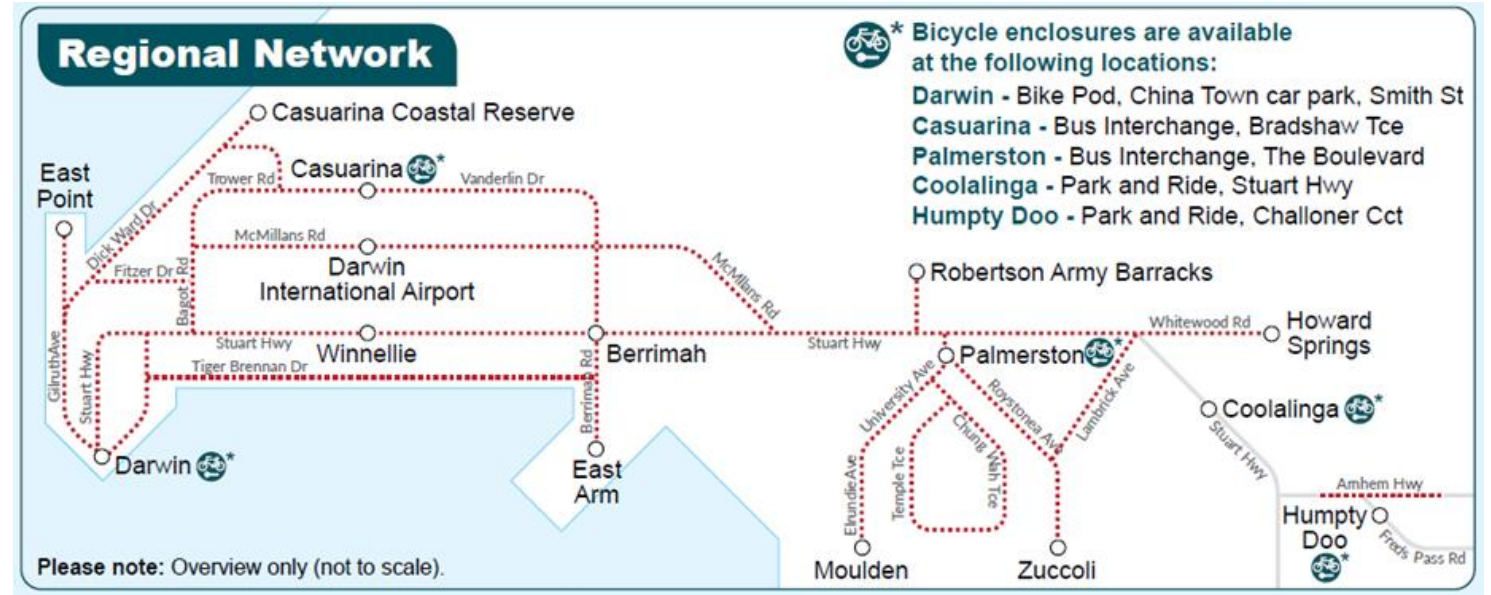 Regional Network
* Bicycle enclosures are available
at the following locations:
Darwin - Bike Pod, China Town car park, Smith St
Casuarina - Bus Interchange, Bradshaw Tce
Palmerston - Bus Interchange, The Boulevard
Coolalinga - Park and Ride, Stuart Hwy
Humpty Doo - Park and Ride, Challoner Cct
Casuarina Coastal Reserve
East
Point
Trower Rd
Casuarina *
Vanderlin Dr
Dick Ward Dr
McMillans Rd
Fitzer Dr
Bagot Rd
Darwin
International Airport
McMllans Rd
Robertson Army Barracks
Gilruth Ave
Stuart Hwy
Stuart Hwy
Winnellie
Berrimah
Stuart Hwy
Whitewood Rd
Howard
Springs
Tiger Brennan Dr
Berrimah Rd
Palmerston *
University Ave
Roystonea Ave
Lambrick Ave
Coolalinga *
Stuart Hwy
Darwin *
East
Arm
Elrundie Ave
Temple Tce
Chung Wah Tce
Arnhem Hwy
Humpty
Doo
*
Freds Pass Rd
Moulden
Zuccoli
Please note: Overview only (not to scale).